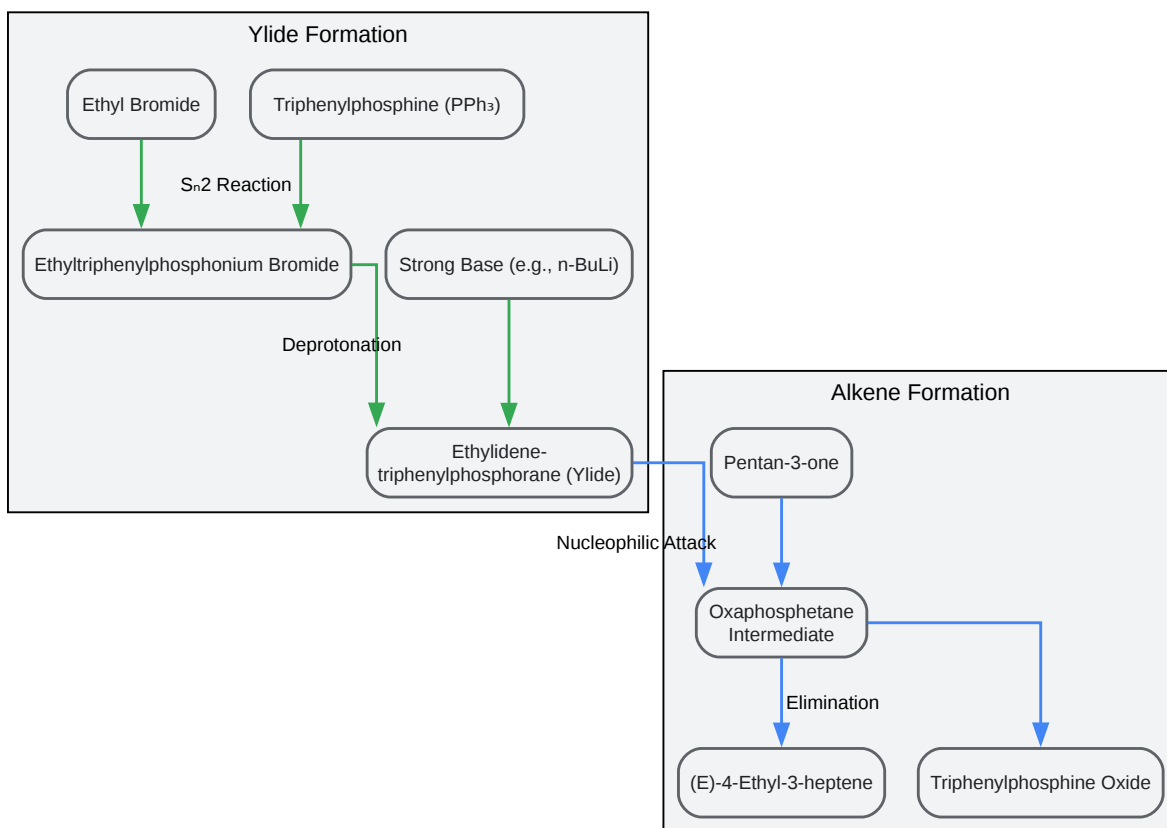 Ylide Formation
Ethyl Bromide
Triphenylphosphine (PPh₃)
Sₙ2 Reaction
Ethyltriphenylphosphonium Bromide
Strong Base (e.g., n-BuLi)
Deprotonation
Ethylidene-
triphenylphosphorane (Ylide)
Alkene Formation
Pentan-3-one
Nucleophilic Attack
Oxaphosphetane
Intermediate
Elimination
(E)-4-Ethyl-3-heptene
Triphenylphosphine Oxide